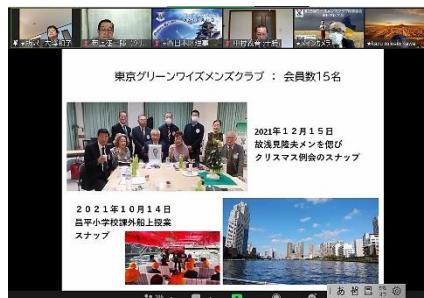 東京グリーンワイズメンズクラブ : 会員数15名
2021年12月15日
故浅見隆夫メンを偲び
クリスマス例会のスナップ
2021年10月14日
昌平小学校課外船上授業
スナップ
あ